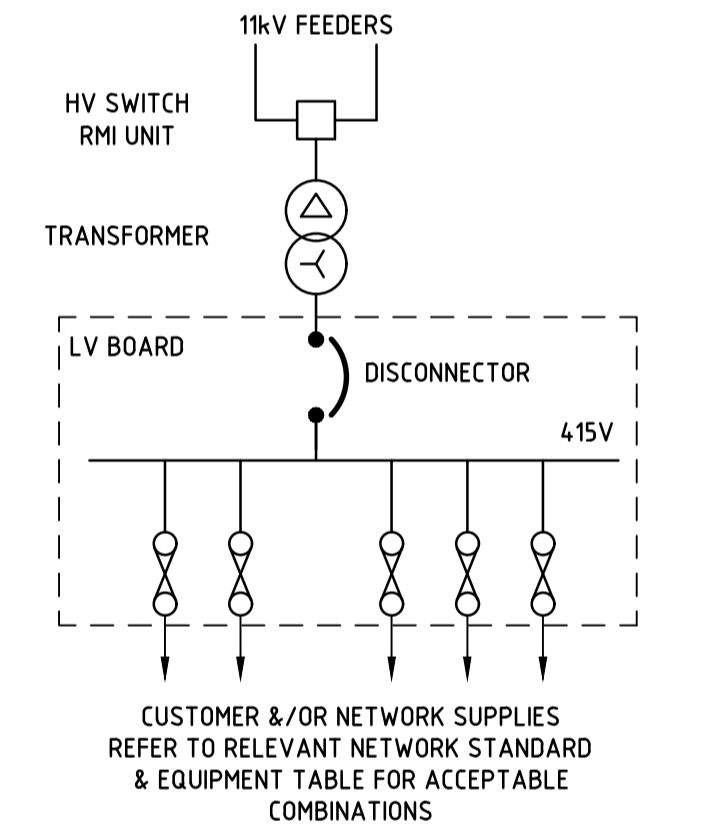 11kV FEEDERS
HV SWITCH
RMI UNIT
TRANSFORMER
LV BOARD
DISCONNECTOR
415V
CUSTOMER &/OR NETWORK SUPPLIES
REFER TO RELEVANT NETWORK STANDARD
& EQUIPMENT TABLE FOR ACCEPTABLE
COMBINATIONS